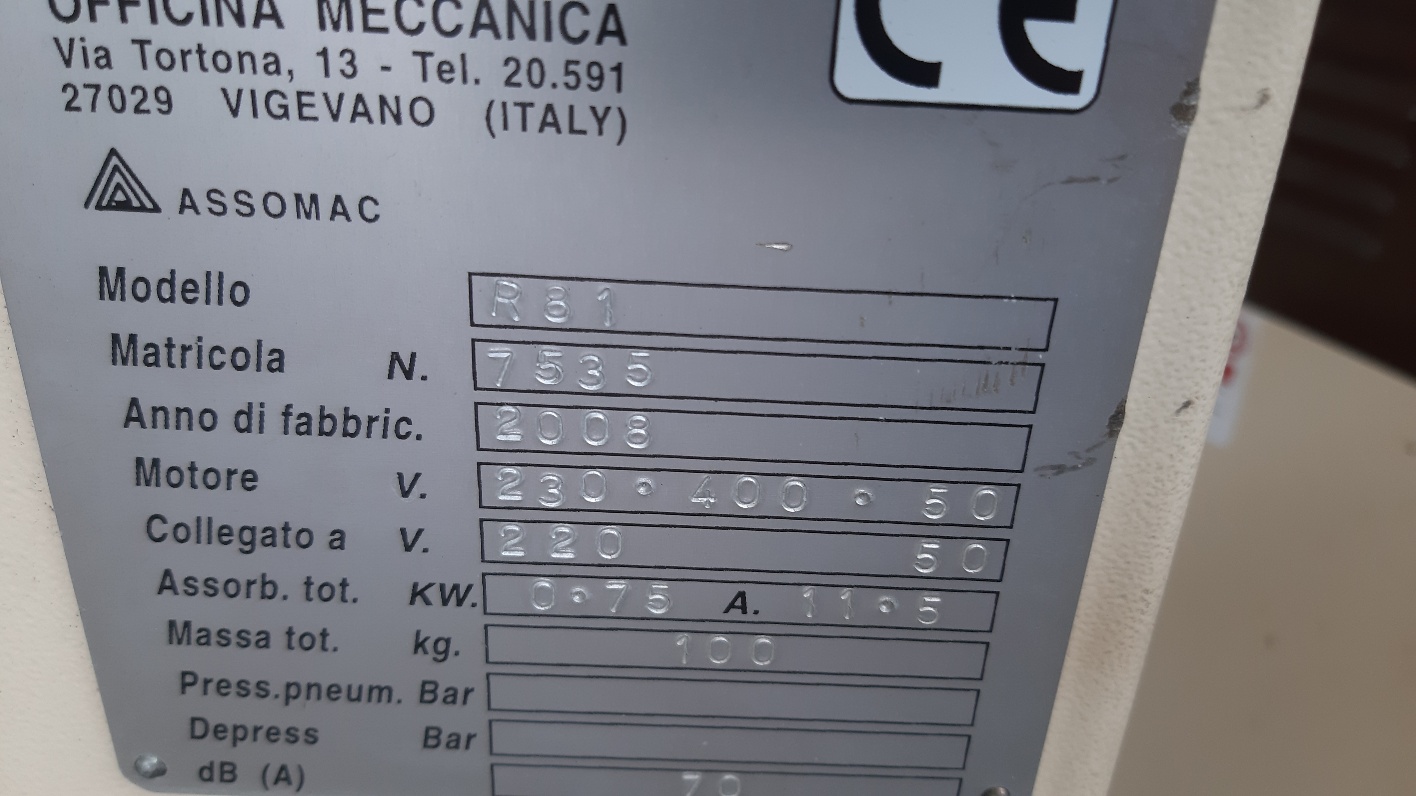 OFFICINA MECCANICA
Via Tortona, 13 - Tel. 20.591
27029 VIGEVANO (ITALY)
CE
ASSOMAC
Modello R81
Matricola N. 7535
Anno di fabbric. 2008
Motore V. 230·400·50
Collegato a V. 220 50
Assorb. tot. KW. 0·75 A. 11·5
Massa tot. kg. 100
Press.pneum. Bar
Depress Bar
dB (A) 70